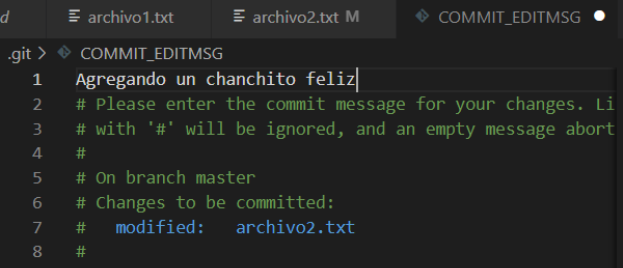 d archivo1.txt archivo2.txt M COMMIT_EDITMSG
.git > COMMIT_EDITMSG
1 Agregando un chanchito feliz
2 # Please enter the commit message for your changes. Li
3 # with '#' will be ignored, and an empty message abort
4 #
5 # On branch master
6 # Changes to be committed:
7 # modified: archivo2.txt
8 #